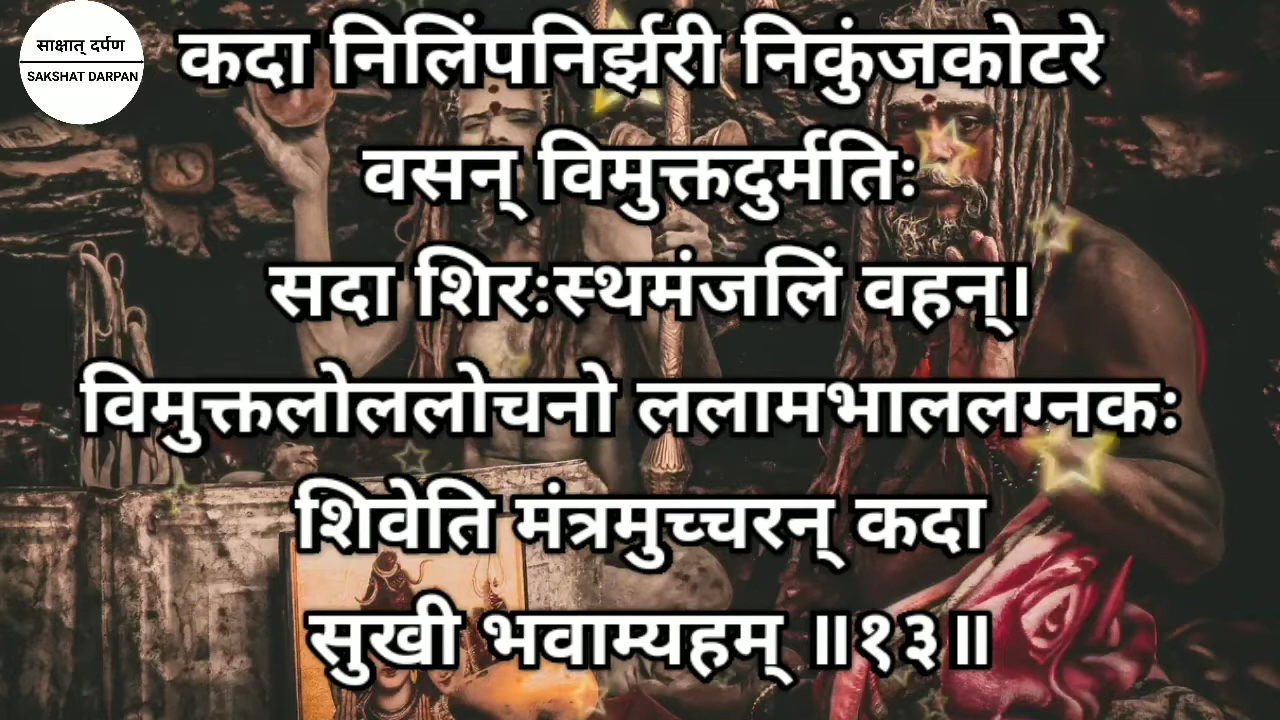 साक्षात् दर्पण
SAKSHAT DARPAN
कदा निलिंपनिर्झरी निकुंजकोटरे
वसन् विमुक्तदुर्मतिः
सदा शिरःस्थमंजलिं वहन्।
विमुक्तलोललोचनो ललामभाललग्नकः
शिवेति मंत्रमुच्चरन् कदा
सुखी भवाम्यहम् ॥१३॥